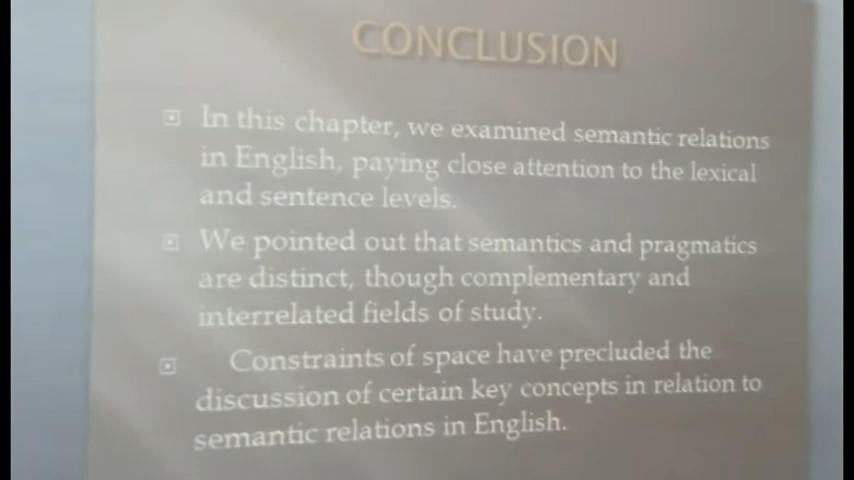 CONCLUSION
In this chapter, we examined semantic relations
in English, paying close attention to the lexical
and sentence levels.
We pointed out that semantics and pragmatics
are distinct, though complementary and
interrelated fields of study.
Constraints of space have precluded the
discussion of certain key concepts in relation to
semantic relations in English.